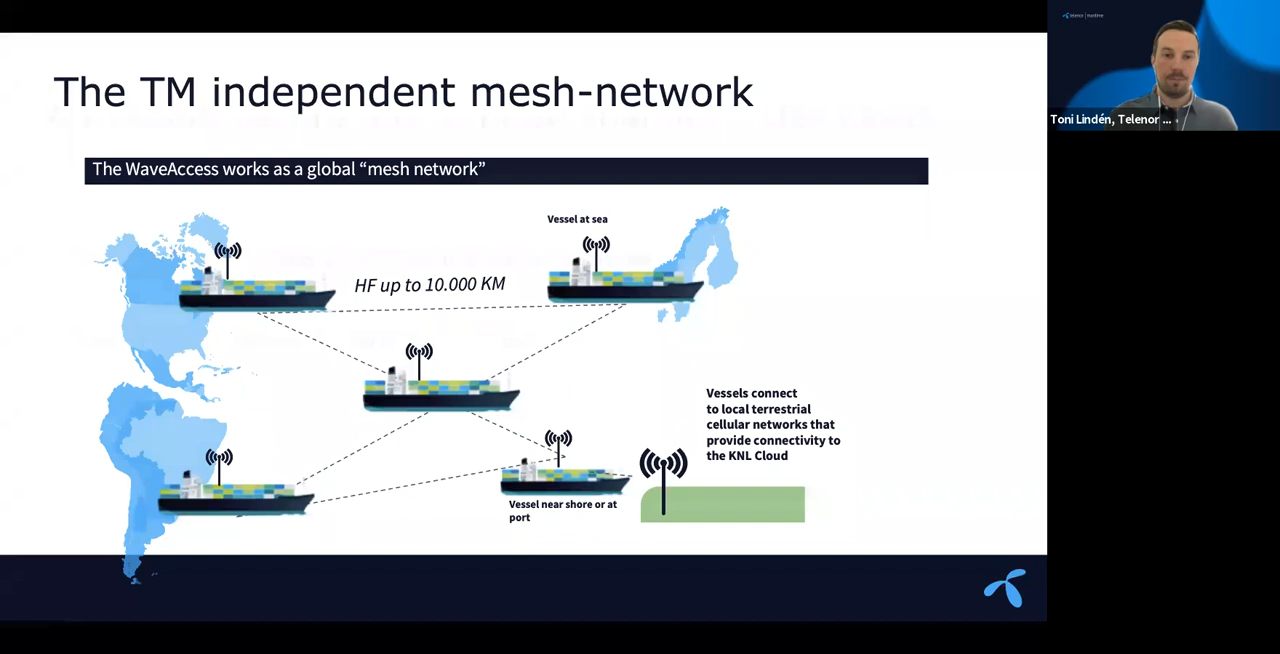 The TM independent mesh-network
The WaveAccess works as a global “mesh network”
Vessel at sea
HF up to 10.000 KM
Vessels connect
to local terrestrial
cellular networks that
provide connectivity to
the KNL Cloud
Vessel near shore or at
port
telenor | maritime
Toni Lindén, Telenor ...